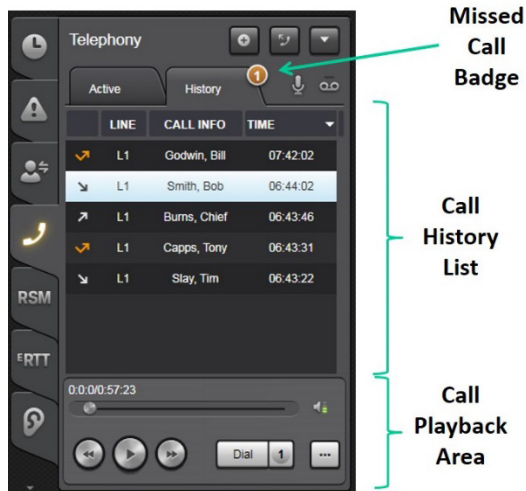 Missed
Call
Badge
Telephony
Active
History
1
LINE CALL INFO TIME
L1 Godwin, Bill 07:42:02
L1 Smith, Bob 06:44:02
L1 Burns, Chief 06:43:46
L1 Capps, Tony 06:43:31
L1 Slay, Tim 06:43:22
RSM
ERTT
Call
History
List
0:0:0/0:57:23
Dial 1
...
Call
Playback
Area